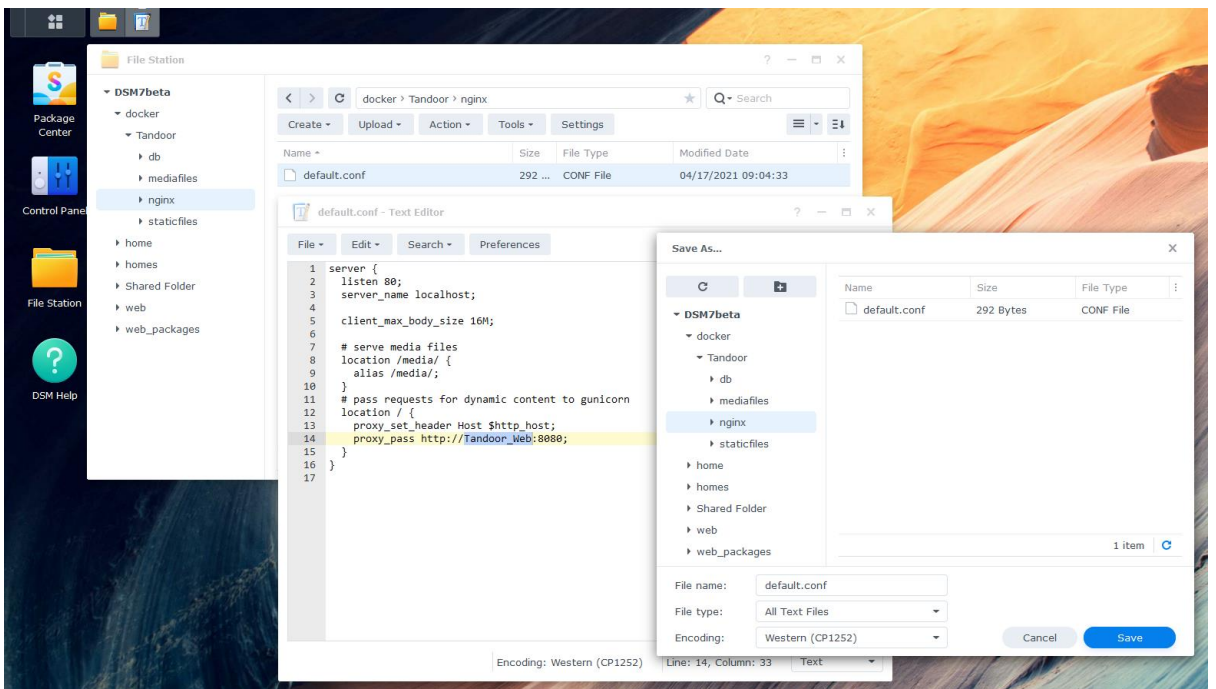 File Station
Package
Center
Control Panel
File Station
DSM Help
DSM7beta
docker
Tandoor
db
mediafiles
nginx
staticfiles
home
homes
Shared Folder
web
web_packages
docker › Tandoor › nginx
Search
Create Upload Action Tools Settings
Name Size File Type Modified Date
default.conf 292 ... CONF File 04/17/2021 09:04:33
default.conf - Text Editor
File Edit Search Preferences
1 server {
2 listen 80;
3 server_name localhost;
4
5 client_max_body_size 16M;
6
7 # serve media files
8 location /media/ {
9 alias /media/;
10 }
11 # pass requests for dynamic content to gunicorn
12 location / {
13 proxy_set_header Host $http_host;
14 proxy_pass http://Tandoor_Web:8080;
15 }
16 }
17
Encoding: Western (CP1252) Line: 14, Column: 33 Text
Save As...
DSM7beta
docker
Tandoor
db
mediafiles
nginx
staticfiles
home
homes
Shared Folder
web
web_packages
Name Size File Type
default.conf 292 Bytes CONF File
1 item
File name: default.conf
File type: All Text Files
Encoding: Western (CP1252)
Cancel Save